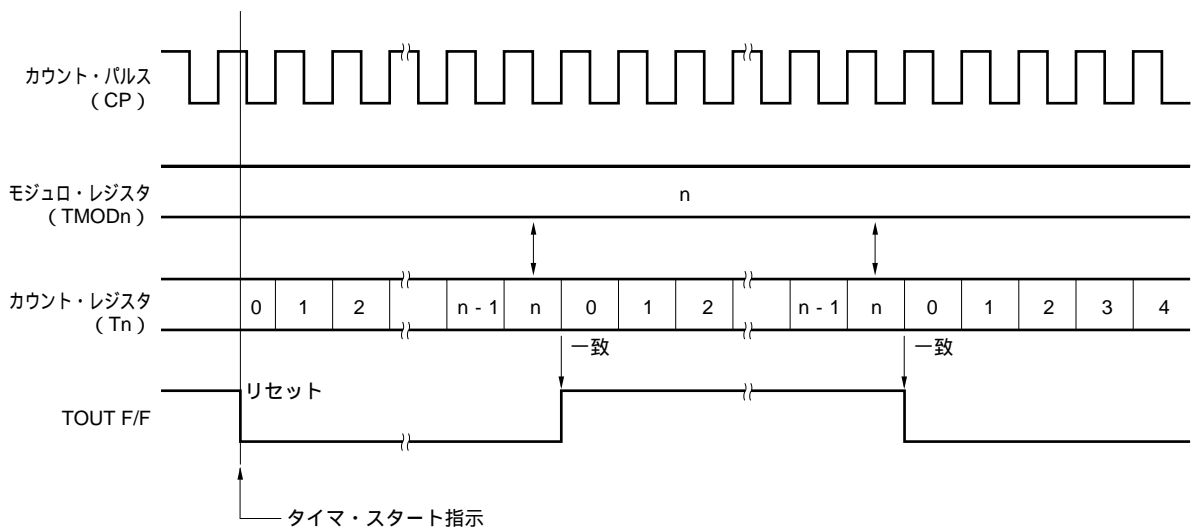 カウント・パルス
（CP）
モジュロ・レジスタ
（TMODn）
n
カウント・レジスタ
（Tn）
0 1 2 n - 1 n 0 1 2 n - 1 n 0 1 2 3 4
一致 一致
リセット
TOUT F/F
タイマ・スタート指示